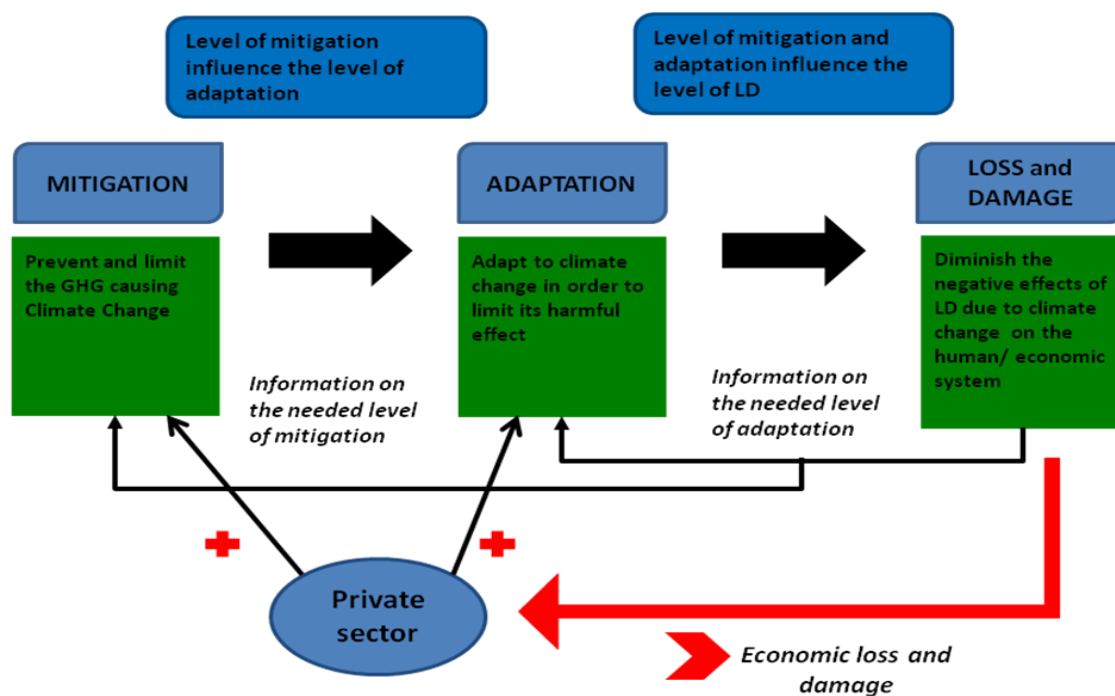 Level of mitigation
influence the level of
adaptation
Level of mitigation and
adaptation influence the
level of LD
MITIGATION
ADAPTATION
LOSS and
DAMAGE
Prevent and limit
the GHG causing
Climate Change
Adapt to climate
change in order to
limit its harmful
effect
Diminish the
negative effects of
LD due to climate
change on the
human/ economic
system
Information on
the needed level
of mitigation
Information on
the needed level
of adaptation
Private
sector
Economic loss and
damage